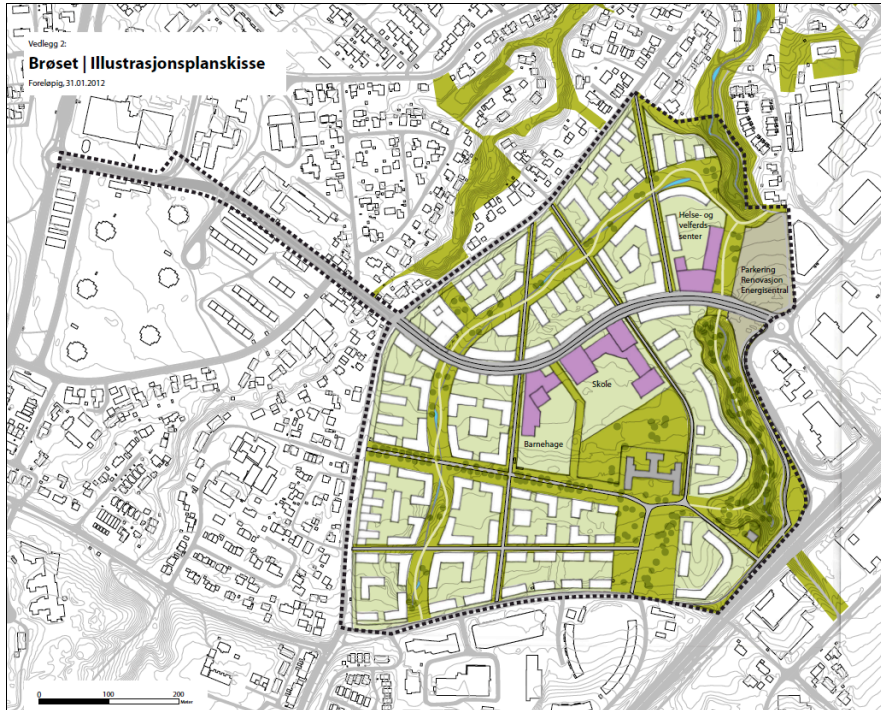 Vedlegg 2:
Brøset | Illustrasjonsplanskisse
Foreløpig, 31.01.2012
Helse- og
velferds-
senter
Parkering
Renovasjon
Energisentral
Skole
Barnehage
0 100 200
Meter